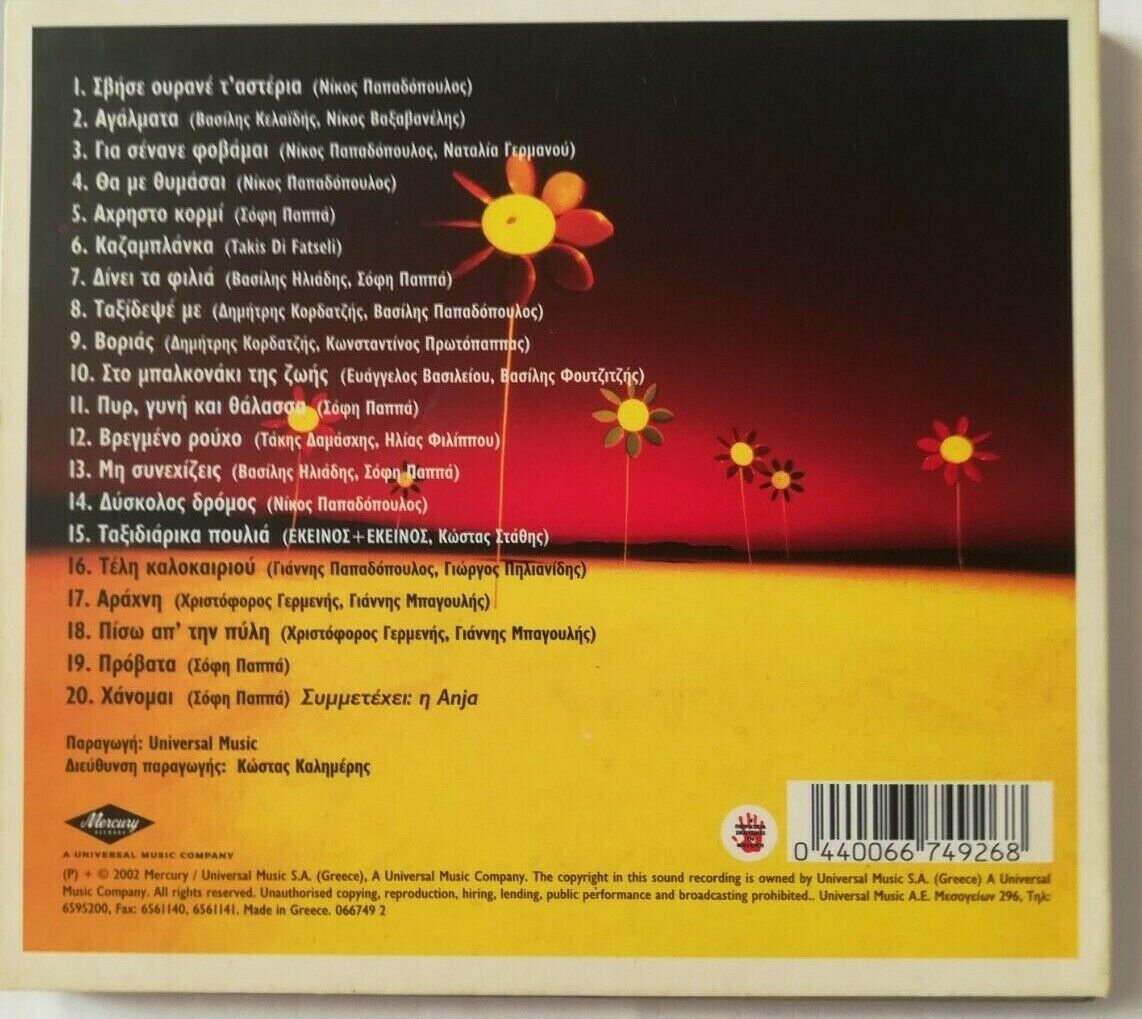 1. Σβήσε ουρανέ τ'αστέρια (Νίκος Παπαδόπουλος)
2. Αγάλματα (Βασίλης Κελαϊδής, Νίκος Βαξαβανέλης)
3. Για σένανε φοβάμαι (Νίκος Παπαδόπουλος, Ναταλία Γερμανού)
4. Θα με θυμάσαι (Νίκος Παπαδόπουλος)
5. Αχρηστο κορμί (Σόφη Παππά)
6. Καζαμπλάνκα (Takis Di Fatseli)
7. Δίνει τα φιλιά (Βασίλης Ηλιάδης, Σόφη Παππά)
8. Ταξίδεψέ με (Δημήτρης Κορδατζής, Βασίλης Παπαδόπουλος)
9. Βοριάς (Δημήτρης Κορδατζής, Κωνσταντίνος Πρωτόπαππας)
10. Στο μπαλκονάκι της ζωής (Ευάγγελος Βασιλείου, Βασίλης Φουτζιτζής)
11. Πυρ, γυνή και θάλασσα (Σόφη Παππά)
12. Βρεγμένο ρούχο (Τάκης Δαμάσχης, Ηλίας Φιλίππου)
13. Μη συνεχίζεις (Βασίλης Ηλιάδης, Σόφη Παππά)
14. Δύσκολος δρόμος (Νίκος Παπαδόπουλος)
15. Ταξιδιάρικα πουλιά (ΕΚΕΙΝΟΣ+ΕΚΕΙΝΟΣ, Κώστας Στάθης)
16. Τέλη καλοκαιριού (Γιάννης Παπαδόπουλος, Γιώργος Πηλιανίδης)
17. Αράχνη (Χριστόφορος Γερμενής, Γιάννης Μπαγουλής)
18. Πίσω απ' την πύλη (Χριστόφορος Γερμενής, Γιάννης Μπαγουλής)
19. Πρόβατα (Σόφη Παππά)
20. Χάνομαι (Σόφη Παππά) Συμμετέχει: η Anja
Παραγωγή: Universal Music
Διεύθυνση παραγωγής: Κώστας Καλημέρης
Mercury
RECORDS
A UNIVERSAL MUSIC COMPANY
0 440066 749268
(P) + © 2002 Mercury / Universal Music S.A. (Greece), A Universal Music Company. The copyright in this sound recording is owned by Universal Music S.A. (Greece) A Universal
Music Company. All rights reserved. Unauthorised copying, reproduction, hiring, lending, public performance and broadcasting prohibited.. Universal Music A.E. Μεσογείων 296, Τηλ:
6595200, Fax: 6561140, 6561141. Made in Greece. 066749 2